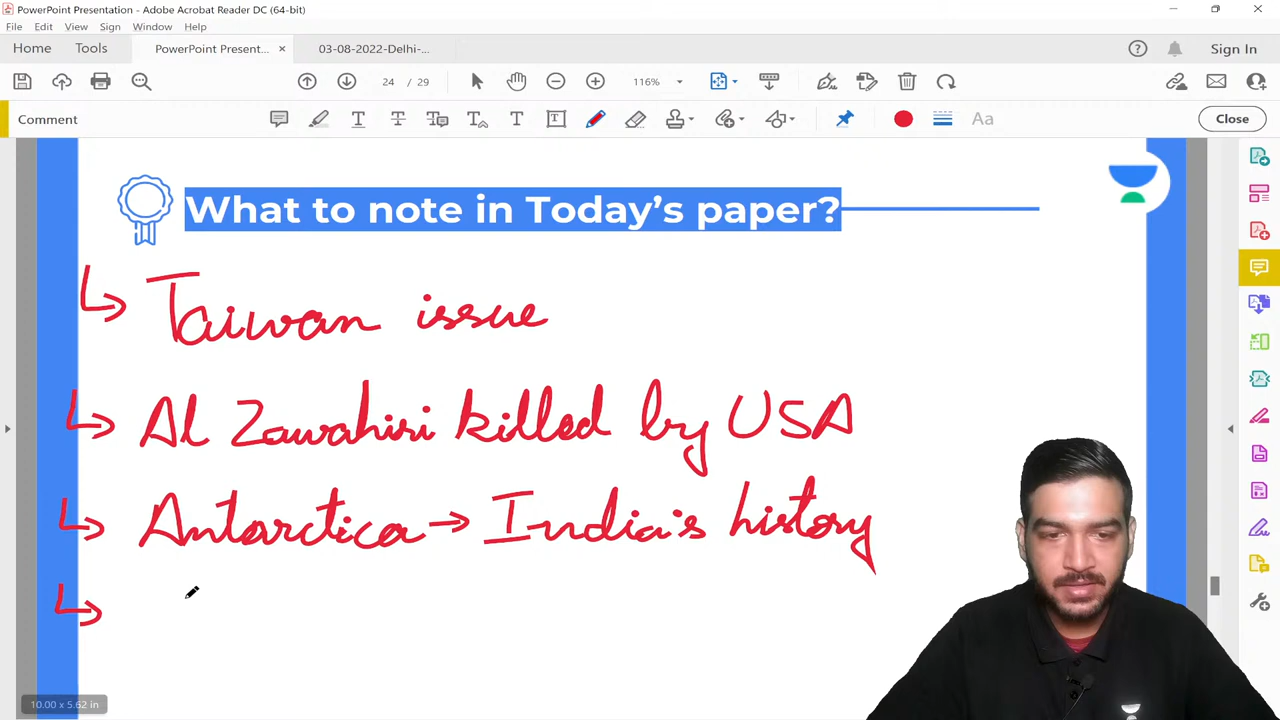 PowerPoint Presentation - Adobe Acrobat Reader DC (64-bit)
File Edit View Sign Window Help
Home Tools PowerPoint Present... × 03-08-2022-Delhi-... Sign In
24 / 29 116%
Comment Aa Close
What to note in Today’s paper?
↳ Taiwan issue
↳ Al Zawahiri killed by USA
↳ Antarctica → India's history
↳
10.00 x 5.62 in